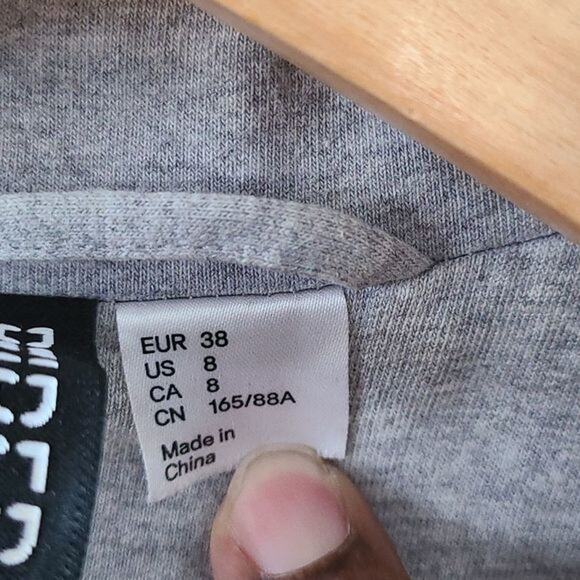 EUR 38
US 8
CA 8
CN 165/88A
Made in
China